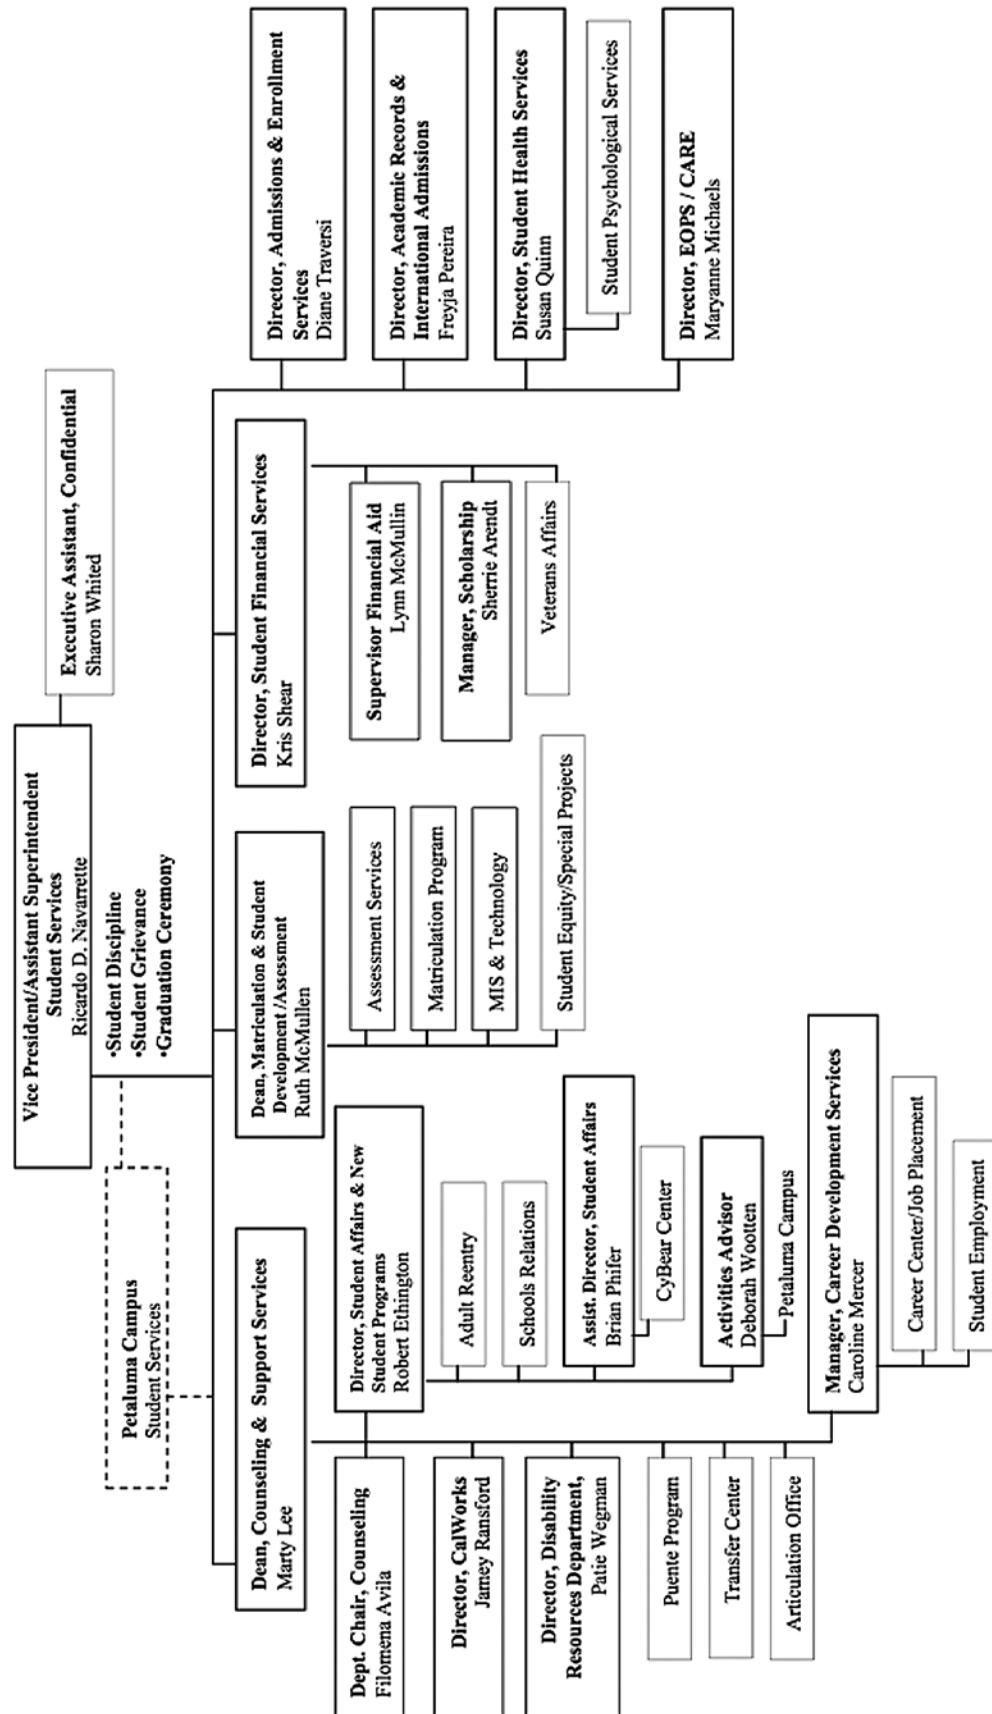 Vice President/Assistant Superintendent
Student Services
Ricardo D. Navarrette
Executive Assistant, Confidential
Sharon Whited
•Student Discipline
•Student Grievance
•Graduation Ceremony
Petaluma Campus
Student Services
Dean, Counseling & Support Services
Marty Lee
Dept. Chair, Counseling
Filomena Avila
Director, CalWorks
Jamey Ransford
Director, Disability
Resources Department,
Patie Wegman
Puente Program
Transfer Center
Articulation Office
Director, Student Affairs & New
Student Programs
Robert Ethington
Adult Reentry
Schools Relations
Assist. Director, Student Affairs
Brian Phifer
CyBear Center
Activities Advisor
Deborah Wootten
Petaluma Campus
Manager, Career Development Services
Caroline Mercer
Career Center/Job Placement
Student Employment
Dean, Matriculation & Student
Development /Assessment
Ruth McMullen
Assessment Services
Matriculation Program
MIS & Technology
Student Equity/Special Projects
Director, Student Financial Services
Kris Shear
Supervisor Financial Aid
Lynn McMullin
Manager, Scholarship
Sherrie Arendt
Veterans Affairs
Director, Admissions & Enrollment
Services
Diane Traversi
Director, Academic Records &
International Admissions
Freyja Pereira
Director, Student Health Services
Susan Quinn
Student Psychological Services
Director, EOPS / CARE
Maryanne Michaels